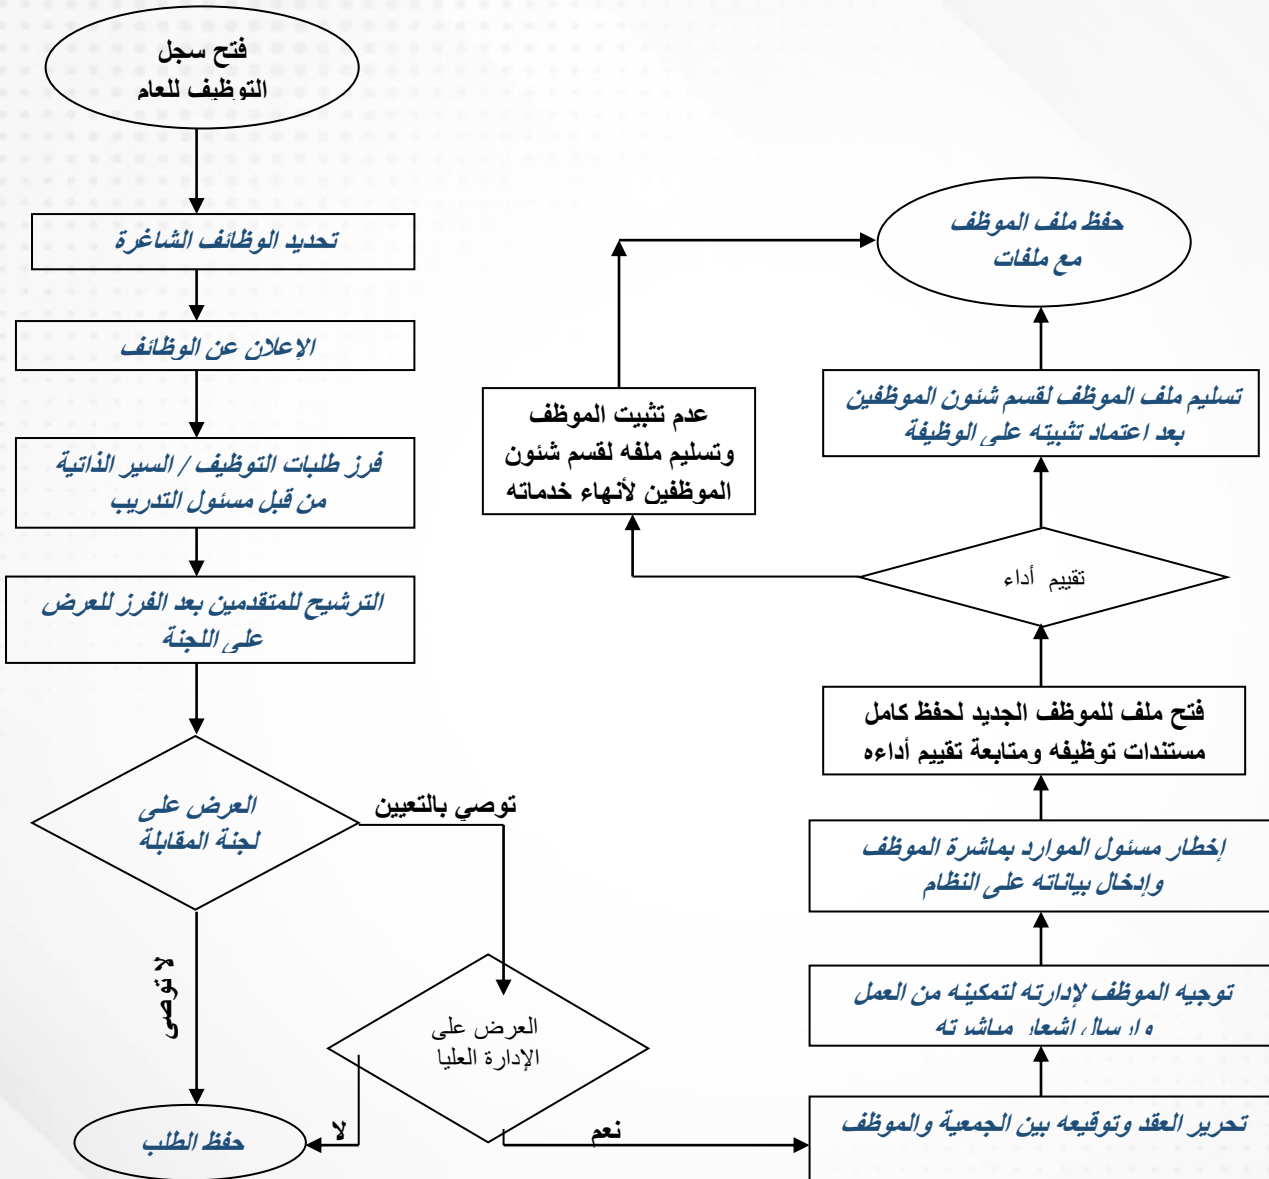 فتح سجل
التوظيف للعام
تحديد الوظائف الشاغرة
الإعلان عن الوظائف
فرز طلبات التوظيف / السير الذاتية
من قبل مسئول التدريب
الترشيح للمتقدمين بعد الفرز للعرض
على اللجنة
العرض على
لجنة المقابلة
توصي بالتعيين
لا توصى
العرض على
الإدارة العليا
لا
حفظ الطلب
نعم
تحرير العقد وتوقيعه بين الجمعية والموظف
توجيه الموظف لإدارته لتمكينه من العمل
وارسال اشعار مباشرته
إخطار مسئول الموارد بماشرة الموظف
وإدخال بياناته على النظام
فتح ملف للموظف الجديد لحفظ كامل
مستندات توظيفه ومتابعة تقييم أداءه
تقييم أداء
عدم تثبيت الموظف
وتسليم ملفه لقسم شئون
الموظفين لأنهاء خدماته
تسليم ملف الموظف لقسم شئون الموظفين
بعد اعتماد تثبيته على الوظيفة
حفظ ملف الموظف
مع ملفات